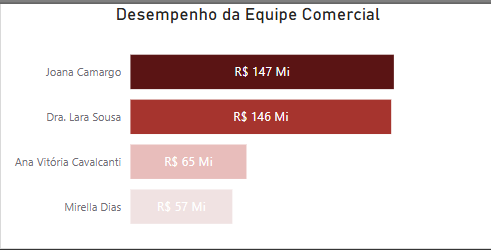 Desempenho da Equipe Comercial
Joana Camargo R$ 147 Mi
Dra. Lara Sousa R$ 146 Mi
Ana Vitória Cavalcanti R$ 65 Mi
Mirella Dias R$ 57 Mi